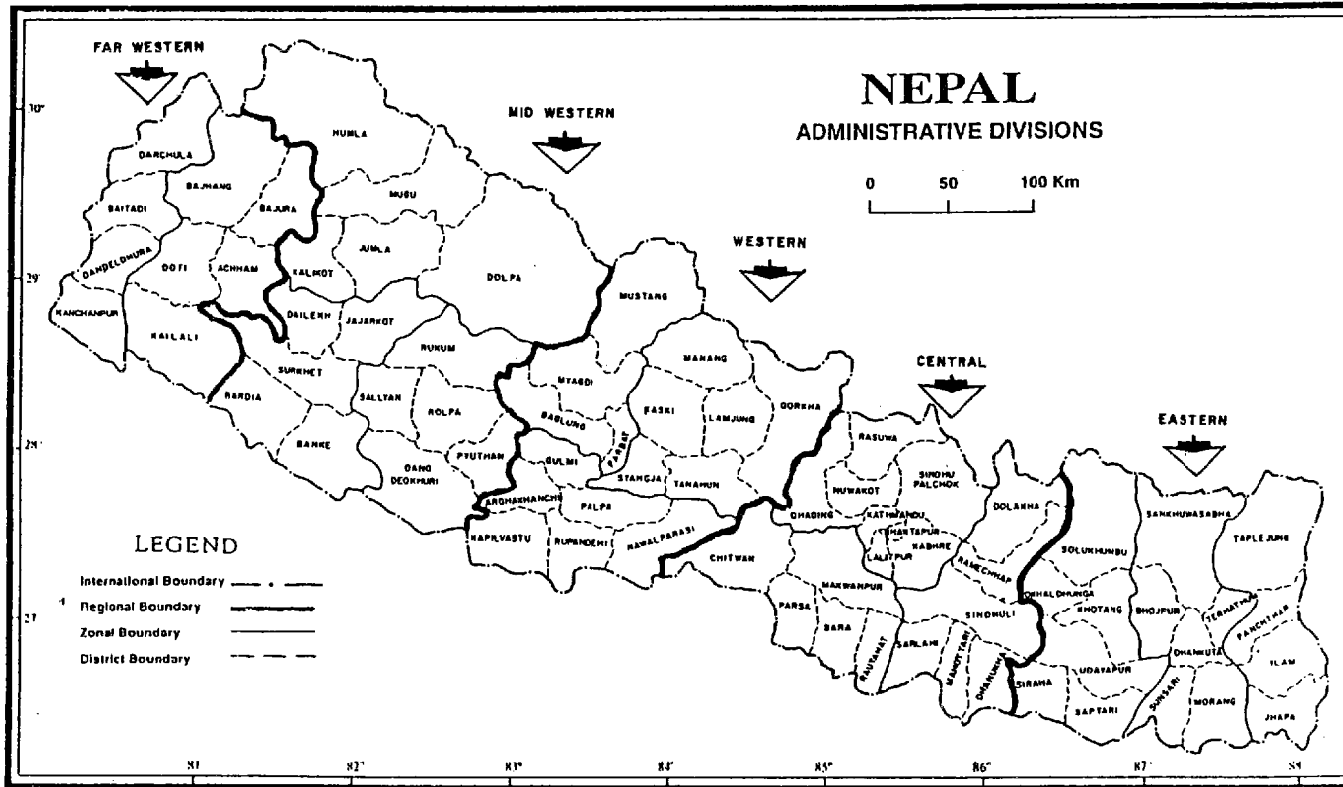 NEPAL
ADMINISTRATIVE DIVISIONS
0 50 100 Km
FAR WESTERN
MID WESTERN
WESTERN
CENTRAL
EASTERN
30°
29°
28°
27°
HUMLA
DARCHULA
BAJHANG
BAJURA
MUGU
BAITADI
DANDELDHURA
DOTI
ACHHAM
KALIKOT
JUMLA
DOLPA
KANCHANPUR
KAILALI
DAILEKH
JAJARKOT
RUKUM
SURKHET
BARDIA
SALLYAN
ROLPA
BANKE
PYUTHAN
DANG
DEOKHURI
MUSTANG
MANANG
MYAGDI
BAGLUNG
PARBAT
KASKI
LAMJUNG
GORKHA
GULMI
SYANGJA
TANAHUN
ARGHAKHANCHI
PALPA
KAPILVASTU
RUPANDEHI
NAWALPARASI
CHITWAN
RASUWA
NUWAKOT
SINDHU
PALCHOK
DHADING
KATHMANDU
BHAKTAPUR
LALITPUR
KABHRE
DOLAKHA
RAMECHHAP
MAKWANPUR
SINDHULI
PARSA
BARA
RAUTAHAT
SARLAHI
MAHOTTARI
DHANUKHA
SOLUKHUNBU
SANKHUWASABHA
TAPLEJUNG
OKHALDHUNGA
KHOTANG
BHOJPUR
TERHATHUM
PANCHTHAR
DHANKUTA
ILAM
UDAYAPUR
SIRAHA
SAPTARI
SUNSARI
MORANG
JHAPA
LEGEND
International Boundary
Regional Boundary
Zonal Boundary
District Boundary
81 82° 83° 84° 85° 86° 87° 88